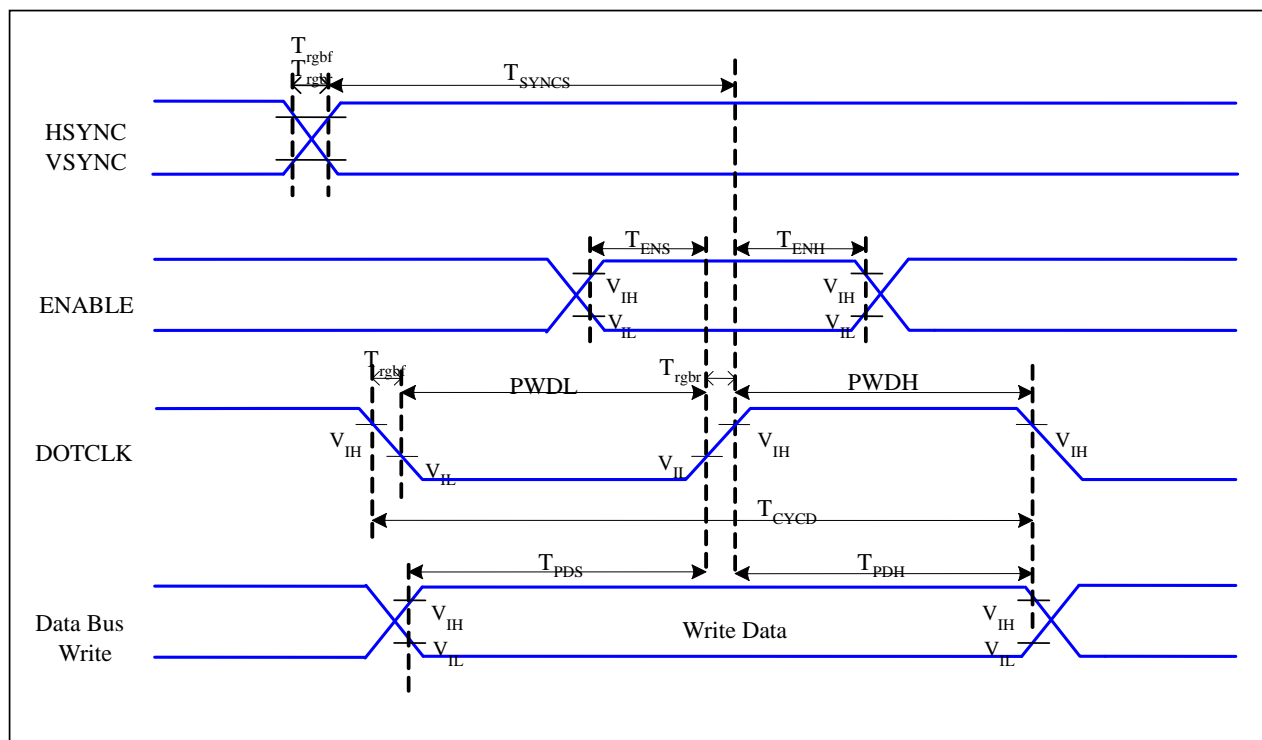 Trgbf
Trgbr
TSYNCS
HSYNC
VSYNC
TENS
TENH
ENABLE
VIH
VIH
VIL
VIL
Trgbf
PWDL
Trgbr
PWDH
DOTCLK
VIH
VIL
VIL
VIH
VIH
TCYCD
TPDS
TPDH
Data Bus
Write
VIH
Write Data
VIH
VIL
VIL